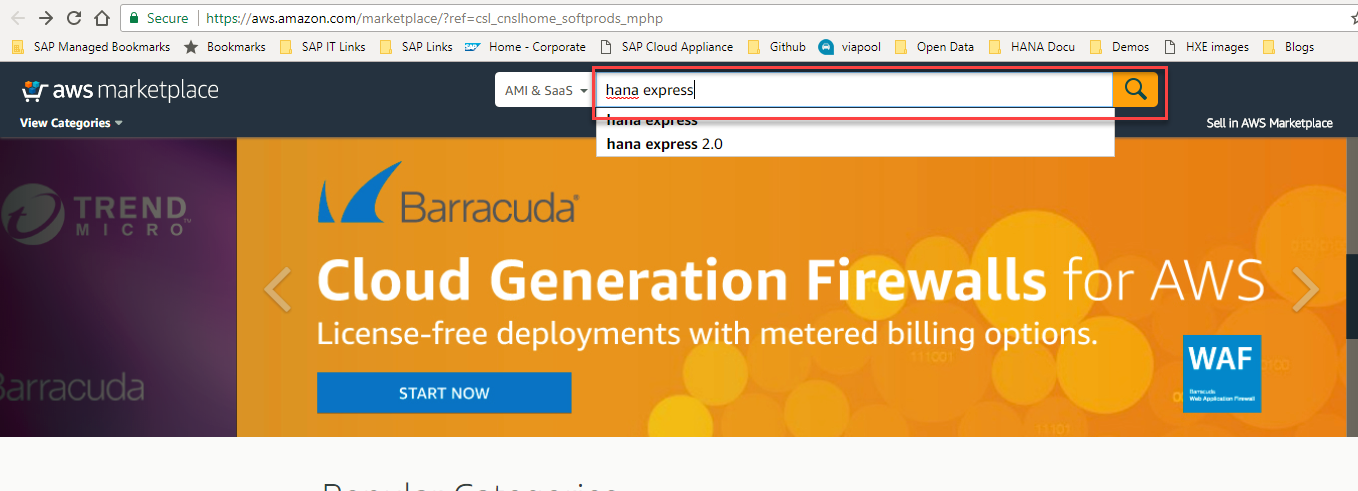 Secure https://aws.amazon.com/marketplace/?ref=csl_cnslhome_softprods_mphp
SAP Managed Bookmarks Bookmarks SAP IT Links SAP Links Home - Corporate SAP Cloud Appliance Github viapool Open Data HANA Docu Demos HXE images Blogs
aws marketplace AMI & SaaS hana express
View Categories hana express Sell in AWS Marketplace
hana express 2.0
TREND
MICRO™
Barracuda
Cloud Generation Firewalls for AWS
License-free deployments with metered billing options.
111001
WAF
Barracuda
Web Application Firewall
Barracuda START NOW
11101
Popular Categories